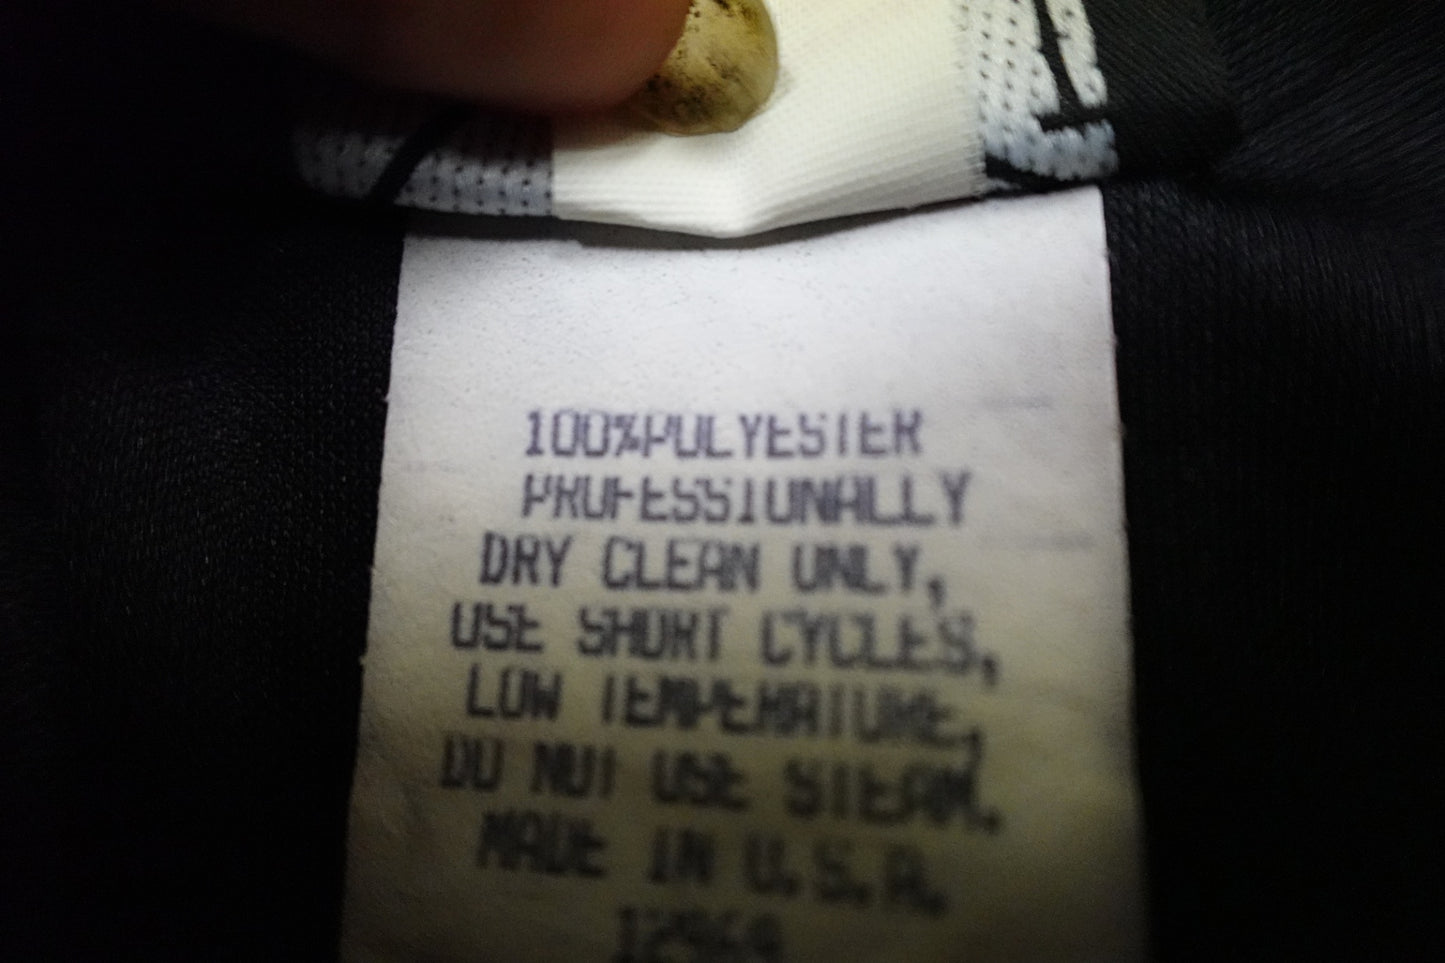 100%POLYESTER
PROFESSIONALLY
DRY CLEAN ONLY,
USE SHORT CYCLES,
LOW TEMPERATURE,
DO NOT USE STEAM.
MADE IN U.S.A.